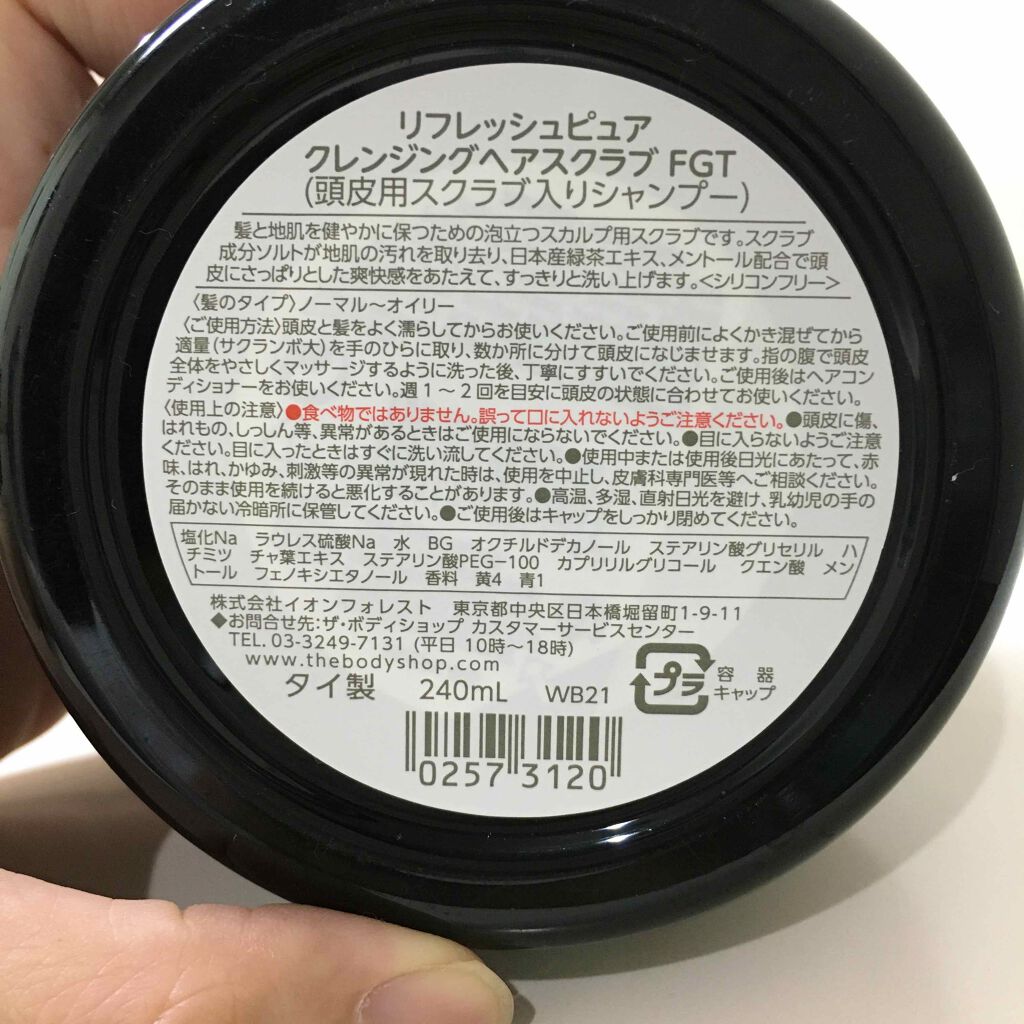 リフレッシュピュア
クレンジングヘアスクラブ FGT
(頭皮用スクラブ入りシャンプー)
髪と地肌を健やかに保つための泡立つスカルプ用スクラブです。スクラブ
成分ソルトが地肌の汚れを取り去り、日本産緑茶エキス、メントール配合で頭
皮にさっぱりとした爽快感をあたえて、すっきりと洗い上げます。<シリコンフリー>
〈髪のタイプ〉ノーマル～オイリー
〈ご使用方法〉頭皮と髪をよく濡らしてからお使いください。ご使用前によくかき混ぜてから
適量(サクランボ大)を手のひらに取り、数か所に分けて頭皮になじませます。指の腹で頭皮
全体をやさしくマッサージするように洗った後、丁寧にすすいでください。ご使用後はヘアコン
ディショナーをお使いください。週1～2回を目安に頭皮の状態に合わせてお使いください。
〈使用上の注意〉●食べ物ではありません。誤って口に入れないようご注意ください。●頭皮に傷、
はれもの、しっしん等、異常があるときはご使用にならないでください。●目に入らないようご注意
ください。目に入ったときはすぐに洗い流してください。●使用中または使用後日光にあたって、赤
味、はれ、かゆみ、刺激等の異常が現れた時は、使用を中止し、皮膚科専門医等へご相談ください。
そのまま使用を続けると悪化することがあります。●高温、多湿、直射日光を避け、乳幼児の手の
届かない冷暗所に保管してください。●ご使用後はキャップをしっかり閉めてください。
塩化Na ラウレス硫酸Na 水 BG オクチルドデカノール ステアリン酸グリセリル ハ
チミツ チャ葉エキス ステアリン酸PEG-100 カプリリルグリコール クエン酸 メン
トール フェノキシエタノール 香料 黄4 青1
株式会社イオンフォレスト 東京都中央区日本橋堀留町1-9-11
◆お問合せ先:ザ・ボディショップ カスタマーサービスセンター
TEL. 03-3249-7131 (平日 10時～18時)
www.thebodyshop.com
タイ製 240mL WB21
プラ
容器
キャップ
0257 3120